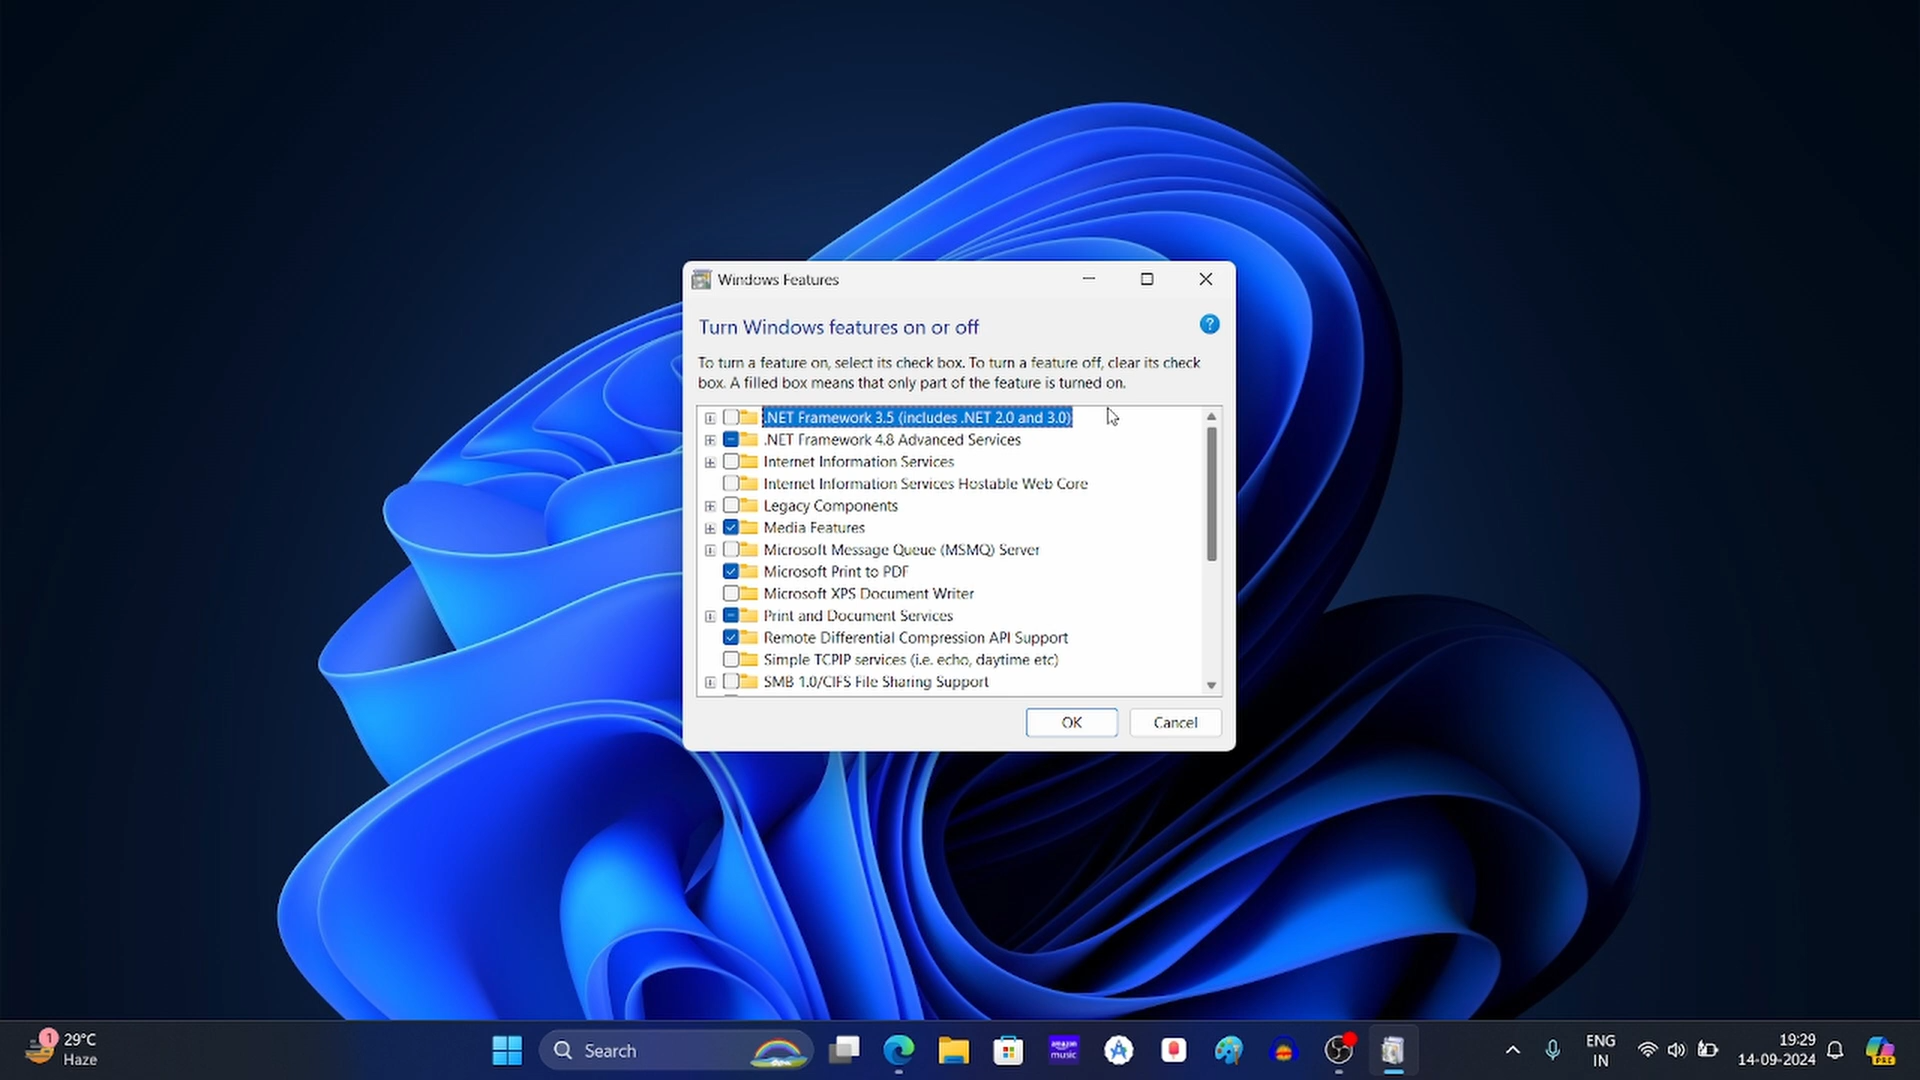 Windows Features
Turn Windows features on or off
To turn a feature on, select its check box. To turn a feature off, clear its check
box. A filled box means that only part of the feature is turned on.
.NET Framework 3.5 (includes .NET 2.0 and 3.0)
.NET Framework 4.8 Advanced Services
Internet Information Services
Internet Information Services Hostable Web Core
Legacy Components
Media Features
Microsoft Message Queue (MSMQ) Server
Microsoft Print to PDF
Microsoft XPS Document Writer
Print and Document Services
Remote Differential Compression API Support
Simple TCPIP services (i.e. echo, daytime etc)
SMB 1.0/CIFS File Sharing Support
OK
Cancel
1
29°C
Haze
Search
amazon
music
ENG
IN
19:29
14-09-2024
PRE